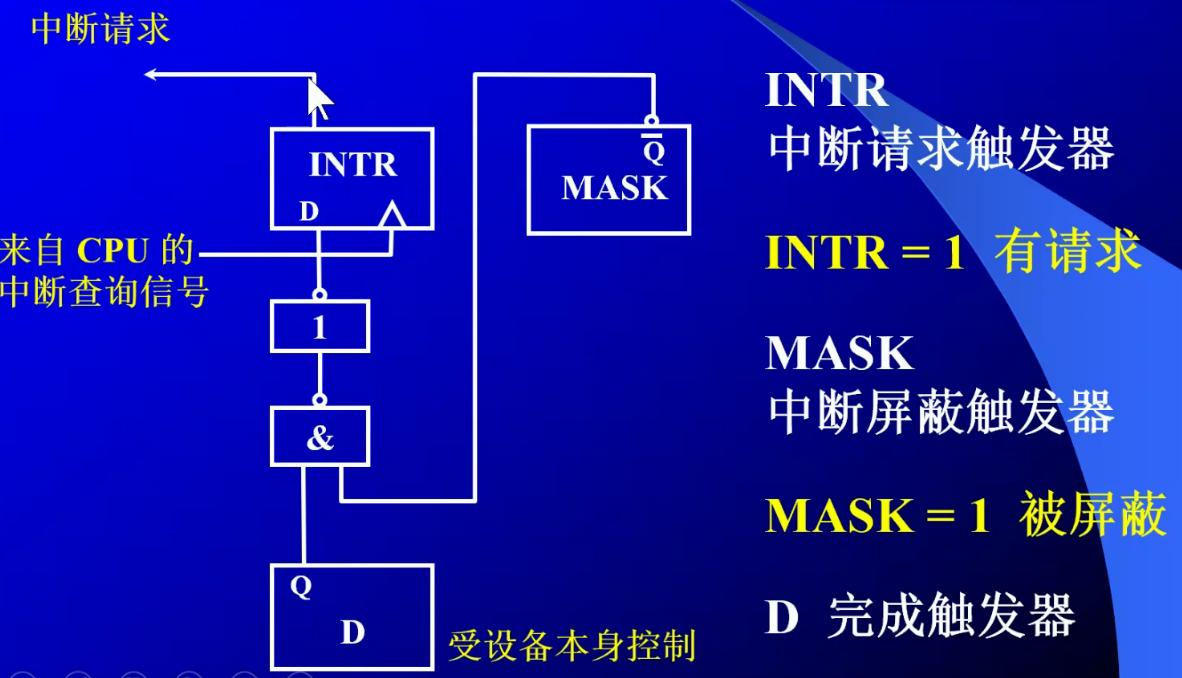 中断请求
INTR
D
来自 CPU 的
中断查询信号
1
&
Q
D
受设备本身控制
Q̅
MASK
INTR
中断请求触发器
INTR = 1 有请求
MASK
中断屏蔽触发器
MASK = 1 被屏蔽
D 完成触发器